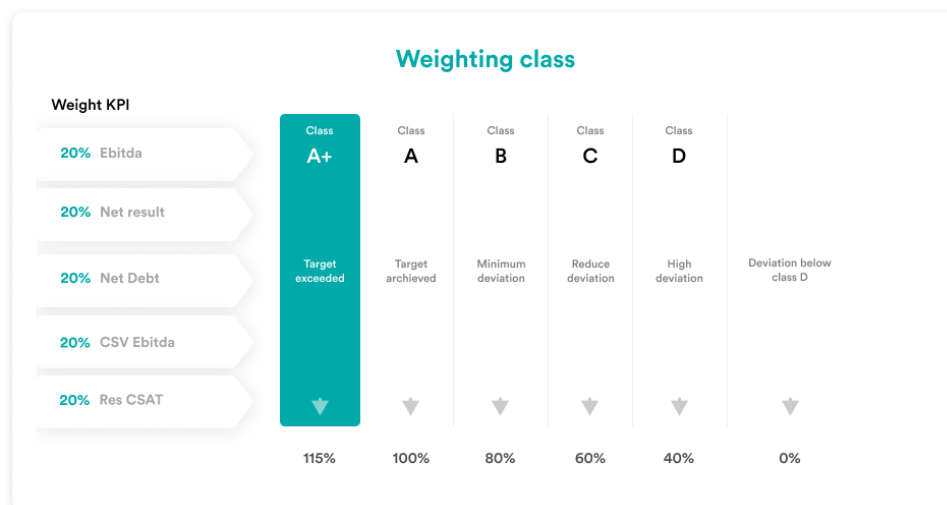 Weighting class
Weight KPI
20% Ebitda
20% Net result
20% Net Debt
20% CSV Ebitda
20% Res CSAT
Class
A+
Target
exceeded
115%
Class
A
Target
archieved
100%
Class
B
Minimum
deviation
80%
Class
C
Reduce
deviation
60%
Class
D
High
deviation
40%
Deviation below
class D
0%